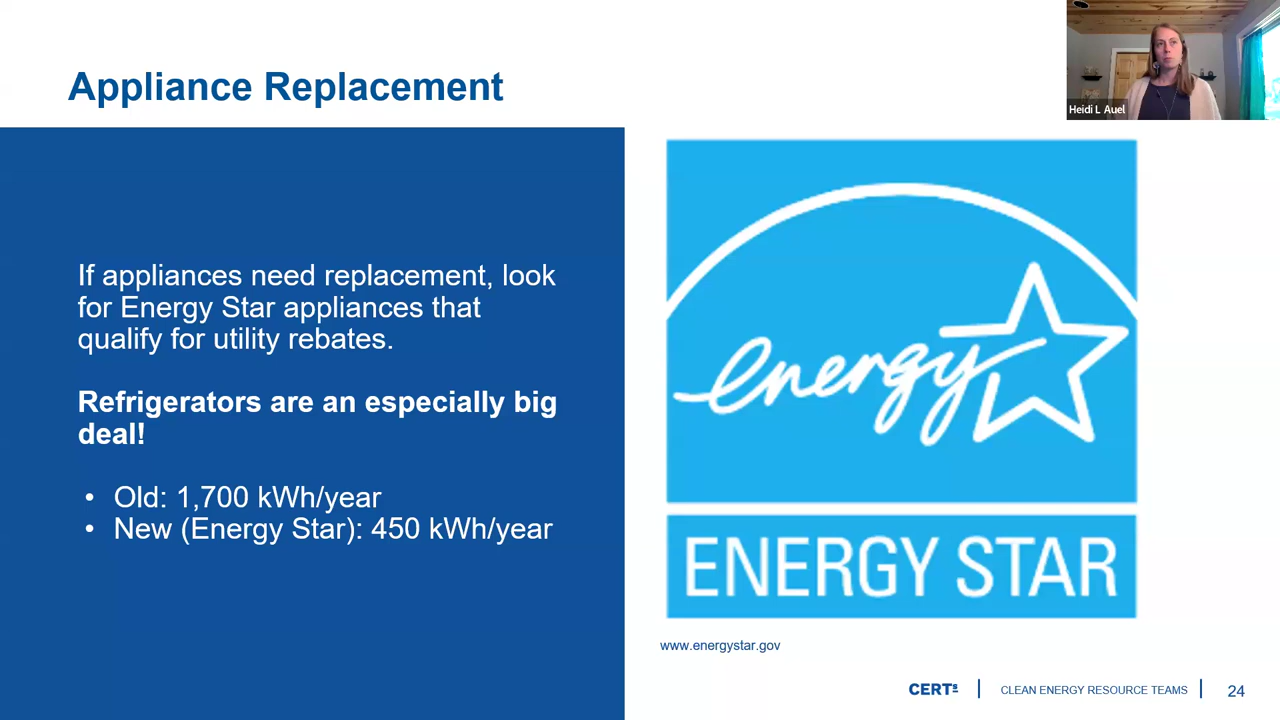 Appliance Replacement
Heidi L Auel
If appliances need replacement, look
for Energy Star appliances that
qualify for utility rebates.
Refrigerators are an especially big
deal!
• Old: 1,700 kWh/year
• New (Energy Star): 450 kWh/year
energy
ENERGY STAR
www.energystar.gov
CERTs | CLEAN ENERGY RESOURCE TEAMS | 24